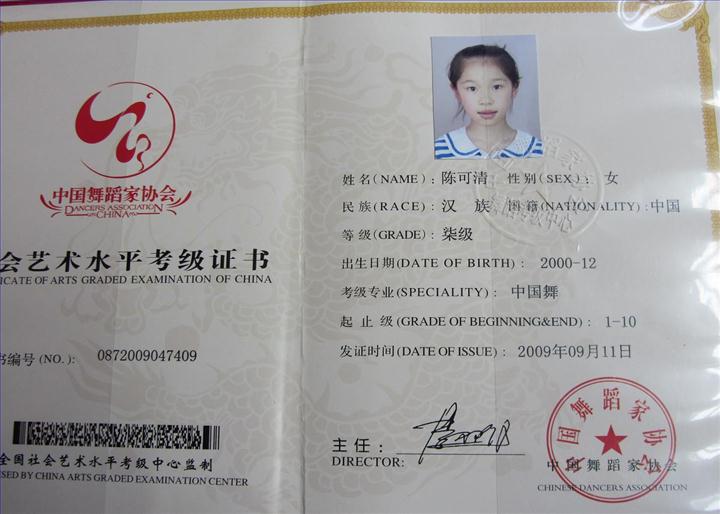 中国舞蹈家协会
DANCERS ASSOCIATION
CHINA
会艺术水平考级证书
ICATE OF ARTS GRADED EXAMINATION OF CHINA
书编号(NO.): 0872009047409
全国社会艺术水平考级中心监制
SED BY CHINA ARTS GRADED EXAMINATION CENTER
姓名(NAME): 陈可清 性别(SEX): 女
民族(RACE): 汉 族 国籍(NATIONALITY): 中国
等级(GRADE): 柒级
出生日期(DATE OF BIRTH): 2000-12
考级专业(SPECIALITY): 中国舞
起止级(GRADE OF BEGINNING&END): 1-10
发证时间(DATE OF ISSUE): 2009年09月11日
主任:
DIRECTOR:
中国舞蹈家协会
中国舞蹈家协会
CHINESE DANCERS ASSOCIATION